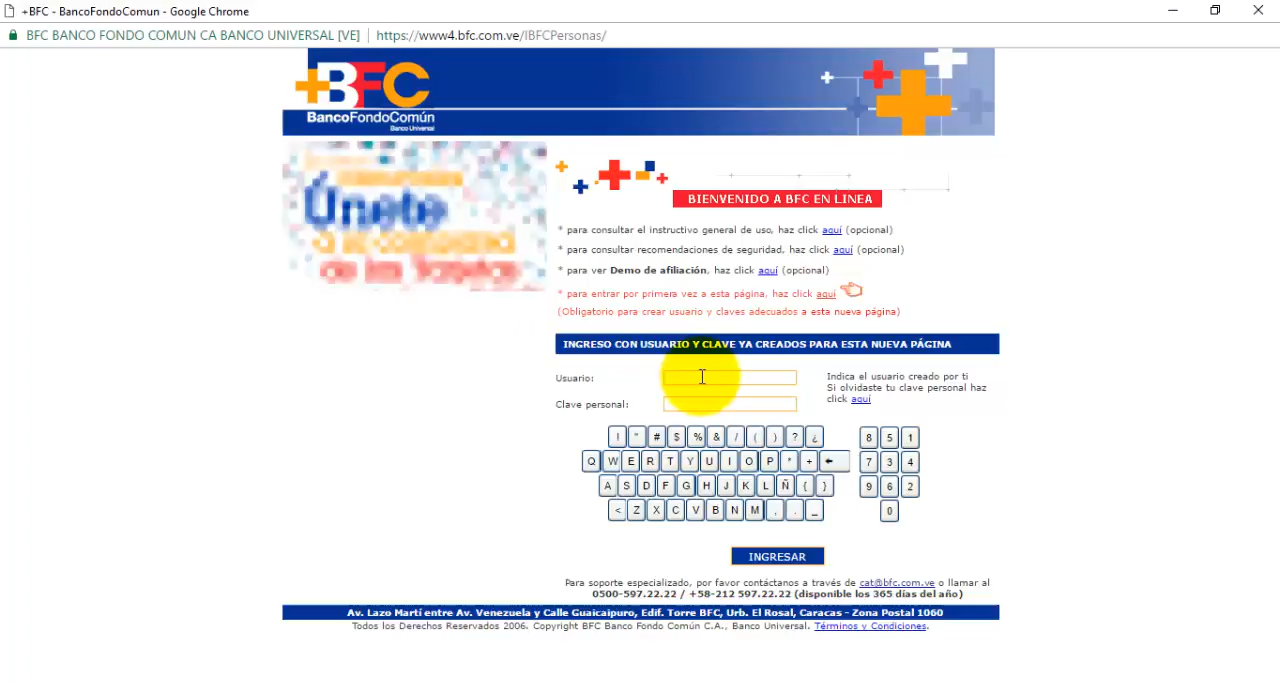 +BFC - BancoFondoComun - Google Chrome
BFC BANCO FONDO COMUN CA BANCO UNIVERSAL [VE] | https://www4.bfc.com.ve/IBFCPersonas/
+BFC
BancoFondoComún
Banco Universal
Únete
BIENVENIDO A BFC EN LINEA
* para consultar el instructivo general de uso, haz click aquí (opcional)
* para consultar recomendaciones de seguridad, haz click aquí (opcional)
* para ver Demo de afiliación, haz click aquí (opcional)
* para entrar por primera vez a esta página, haz click aquí
(Obligatorio para crear usuario y claves adecuados a esta nueva página)
INGRESO CON USUARIO Y CLAVE YA CREADOS PARA ESTA NUEVA PÁGINA
Usuario:
Indica el usuario creado por ti
Si olvidaste tu clave personal haz
click aquí
Clave personal:
! " # $ % & / ( ) ? ¿ 8 5 1
Q W E R T Y U I O P * + ← 7 3 4
A S D F G H J K L Ñ { } 9 6 2
< Z X C V B N M , . _ 0
INGRESAR
Para soporte especializado, por favor contáctanos a través de cat@bfc.com.ve o llamar al
0500-597.22.22 / +58-212 597.22.22 (disponible los 365 días del año)
Av. Lazo Martí entre Av. Venezuela y Calle Guaicaipuro, Edif. Torre BFC, Urb. El Rosal, Caracas - Zona Postal 1060
Todos los Derechos Reservados 2006. Copyright BFC Banco Fondo Común C.A., Banco Universal. Términos y Condiciones.